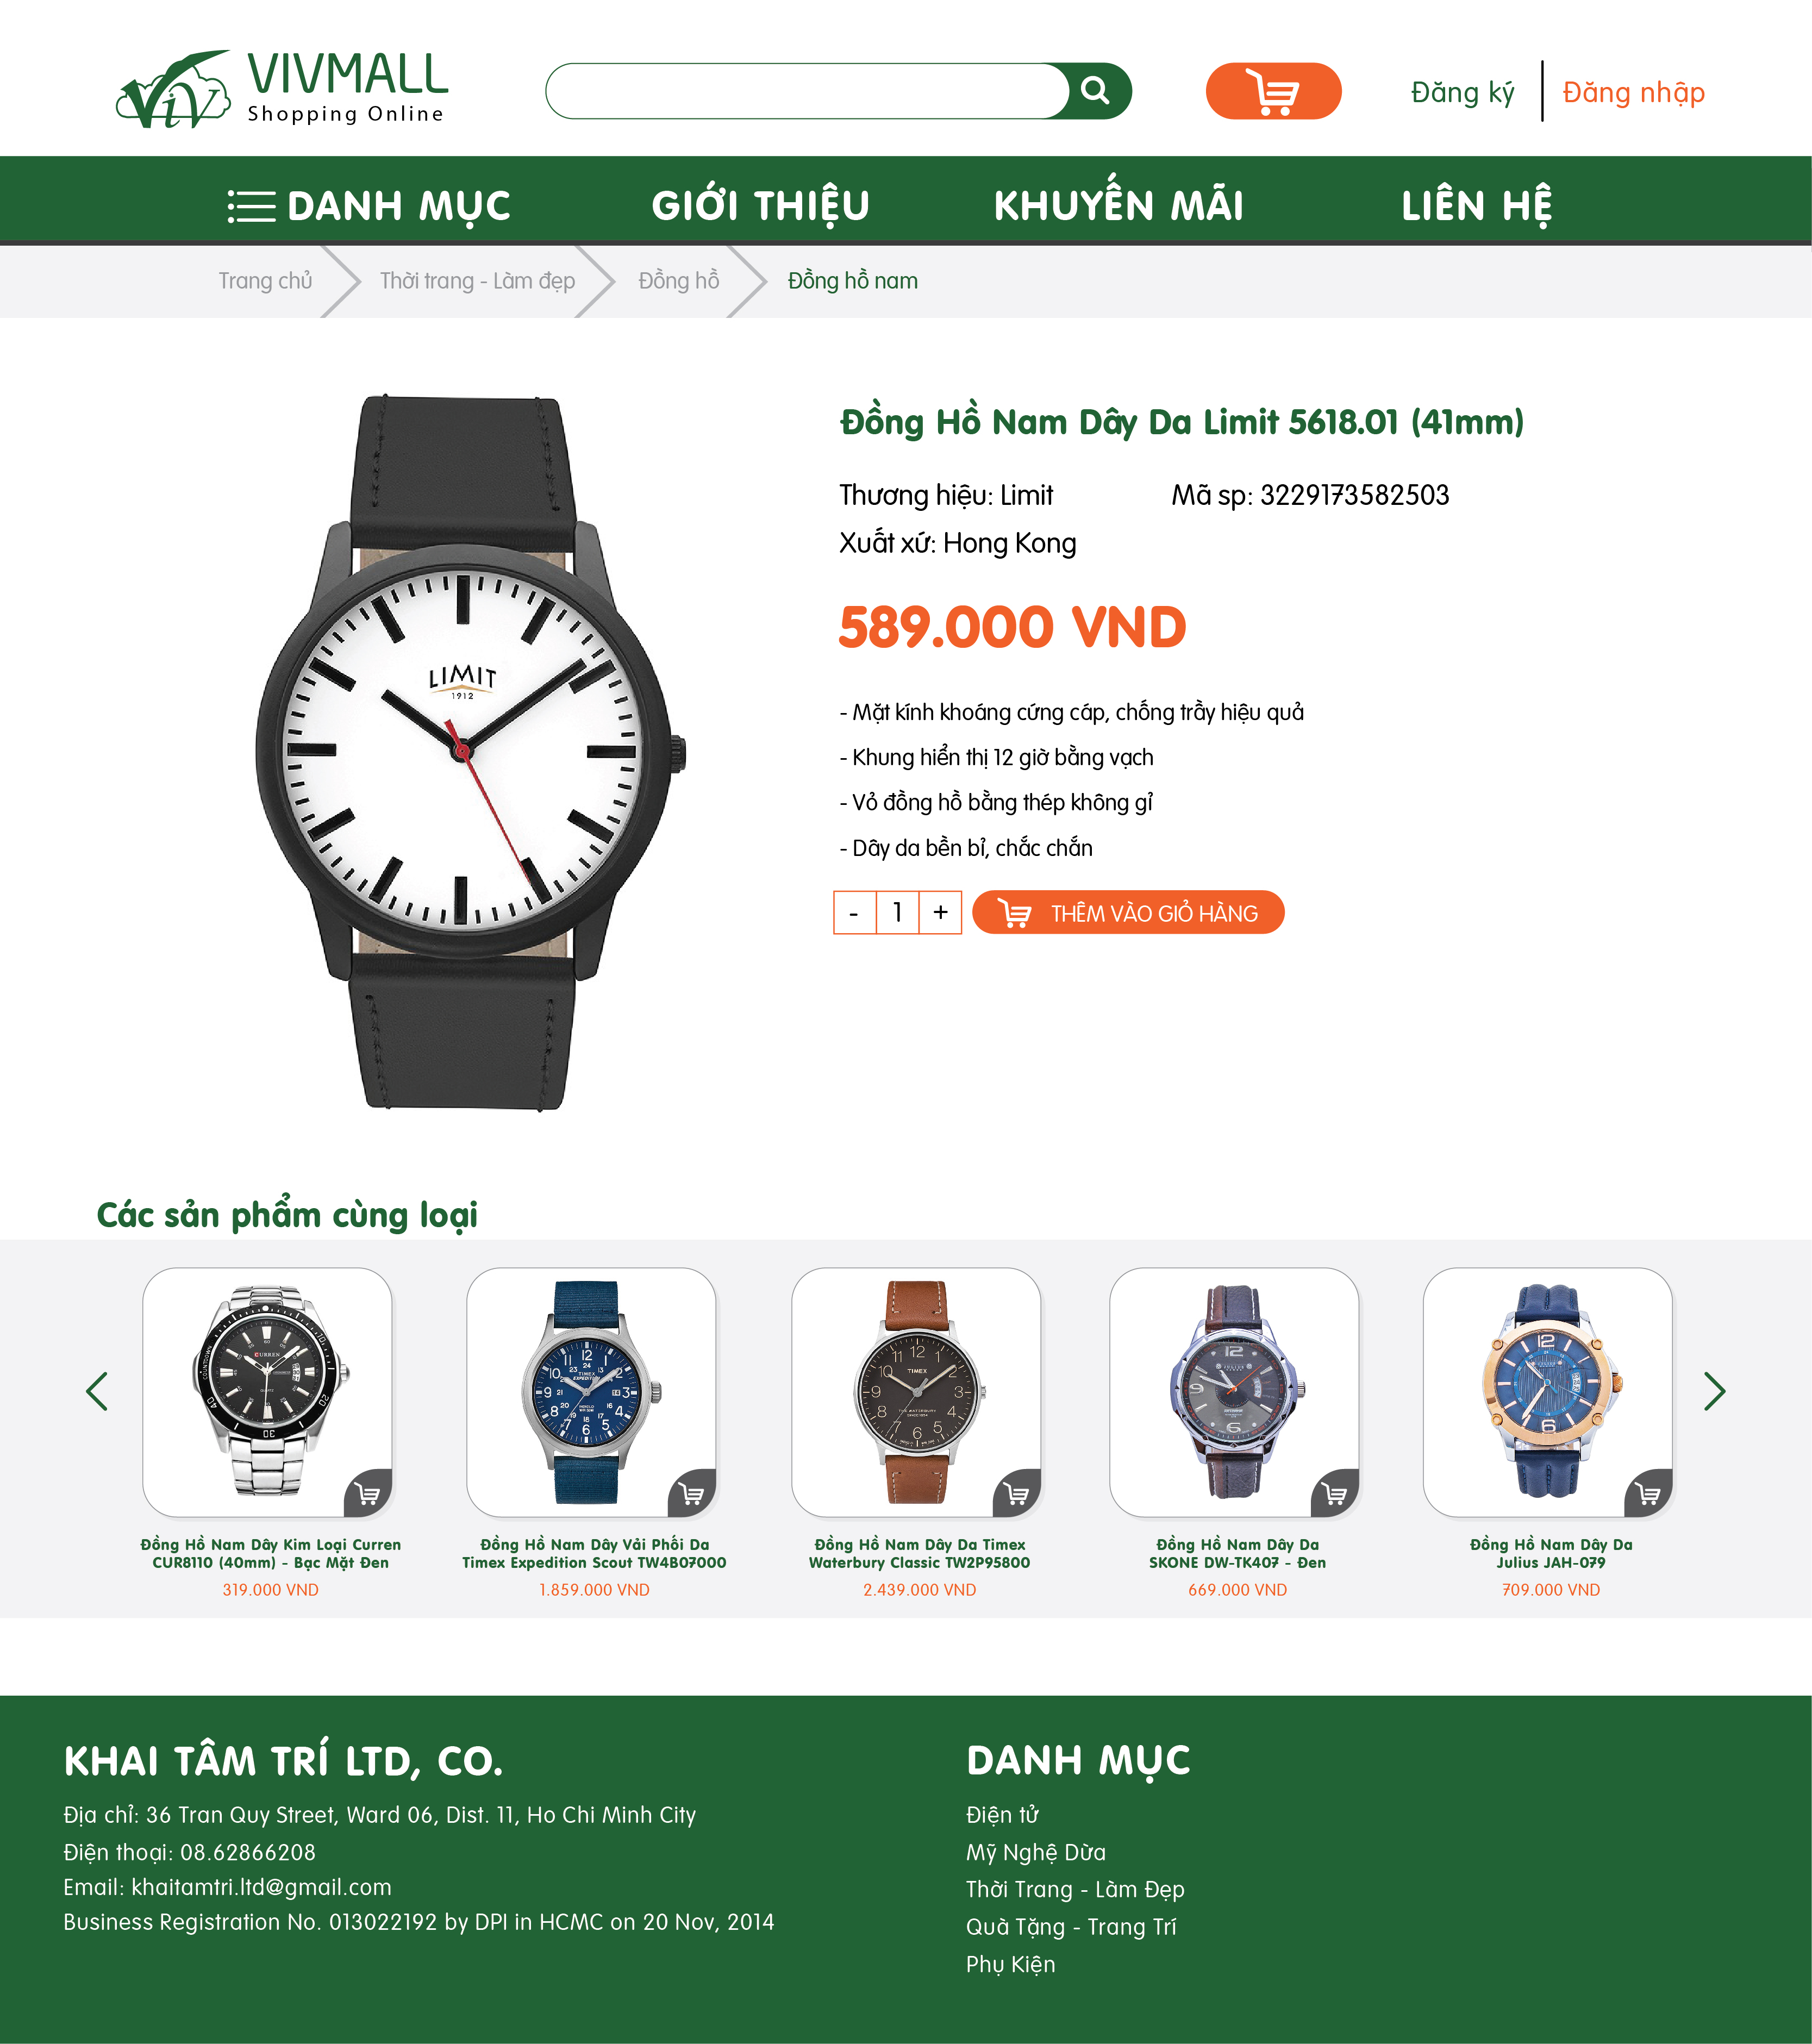 ViV
VIVMALL
Shopping Online
Đăng ký
Đăng nhập
DANH MỤC
GIỚI THIỆU
KHUYẾN MÃI
LIÊN HỆ
Trang chủ
Thời trang - Làm đẹp
Đồng hồ
Đồng hồ nam
Đồng Hồ Nam Dây Da Limit 5618.01 (41mm)
Thương hiệu: Limit
Mã sp: 3229173582503
Xuất xứ: Hong Kong
589.000 VND
LIMIT
1912
- Mặt kính khoáng cứng cáp, chống trầy hiệu quả
- Khung hiển thị 12 giờ bằng vạch
- Vỏ đồng hồ bằng thép không gỉ
- Dây da bền bỉ, chắc chắn
- 1 +
THÊM VÀO GIỎ HÀNG
Các sản phẩm cùng loại
CURREN
TIMEX
EXPEDITION
TIMEX
Đồng Hồ Nam Dây Kim Loại Curren
CUR8110 (40mm) - Bạc Mặt Đen
319.000 VND
Đồng Hồ Nam Dây Vải Phối Da
Timex Expedition Scout TW4B07000
1.859.000 VND
Đồng Hồ Nam Dây Da Timex
Waterbury Classic TW2P95800
2.439.000 VND
Đồng Hồ Nam Dây Da
SKONE DW-TK407 - Đen
669.000 VND
Đồng Hồ Nam Dây Da
Julius JAH-079
709.000 VND
KHAI TÂM TRÍ LTD, CO.
Địa chỉ: 36 Tran Quy Street, Ward 06, Dist. 11, Ho Chi Minh City
Điện thoại: 08.62866208
Email: khaitamtri.ltd@gmail.com
Business Registration No. 013022192 by DPI in HCMC on 20 Nov, 2014
DANH MỤC
Điện tử
Mỹ Nghệ Dừa
Thời Trang - Làm Đẹp
Quà Tặng - Trang Trí
Phụ Kiện